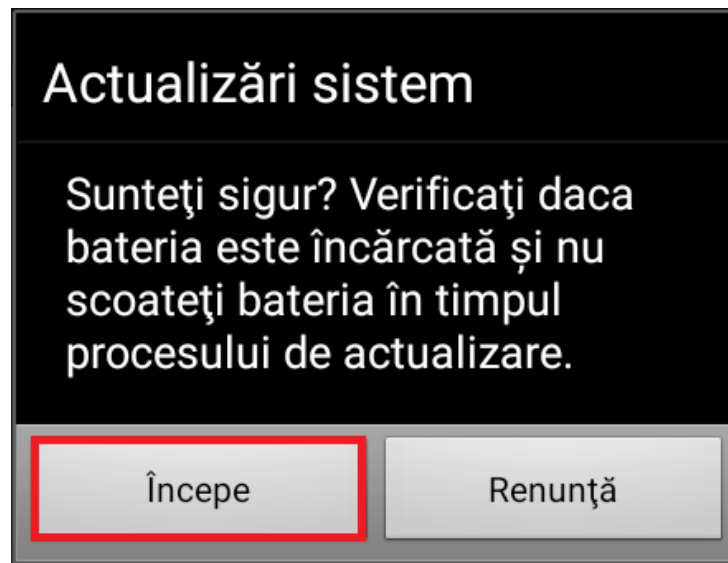 Actualizări sistem
Sunteţi sigur? Verificaţi daca
bateria este încărcată şi nu
scoateţi bateria în timpul
procesului de actualizare.
Începe
Renunţă